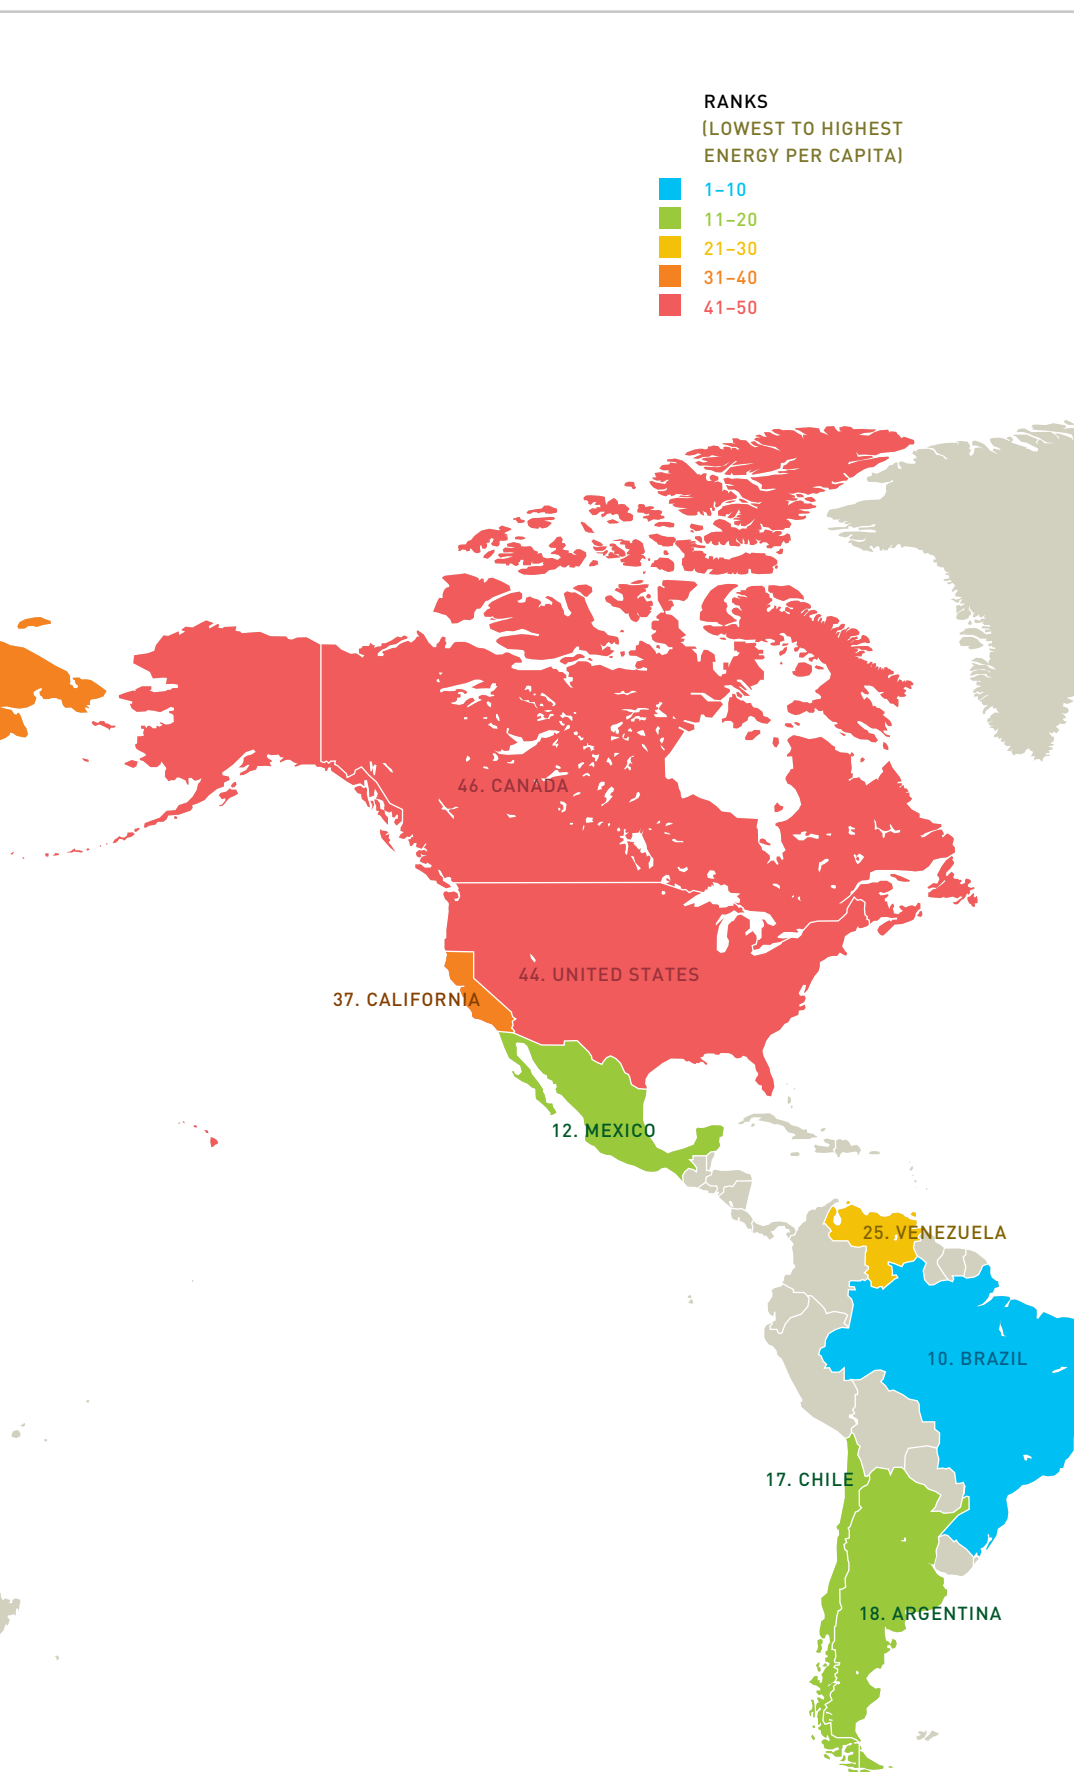 RANKS
(LOWEST TO HIGHEST
ENERGY PER CAPITA)
1–10
11–20
21–30
31–40
41–50
46. CANADA
44. UNITED STATES
37. CALIFORNIA
12. MEXICO
25. VENEZUELA
10. BRAZIL
17. CHILE
18. ARGENTINA